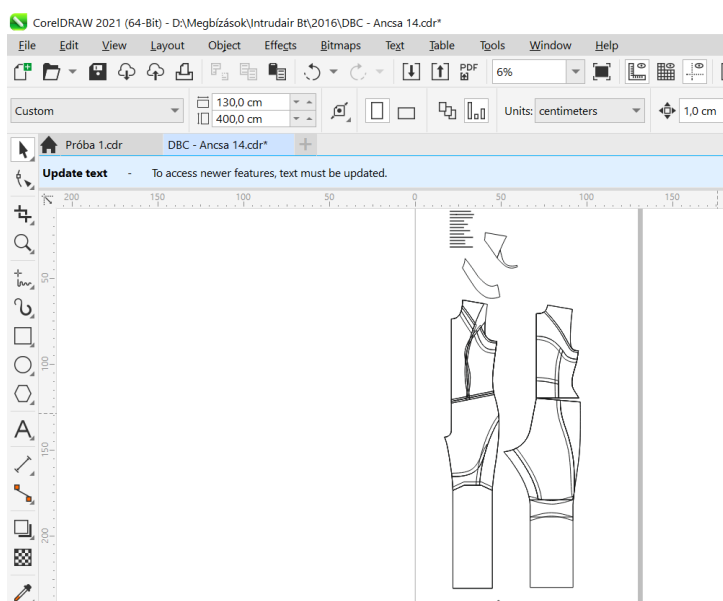 CorelDRAW 2021 (64-Bit) - D:\Megbízások\Intrudair Bt\2016\DBC - Ancsa 14.cdr*
File Edit View Layout Object Effects Bitmaps Text Table Tools Window Help
PDF 6%
Custom 130,0 cm 400,0 cm Units: centimeters 1,0 cm
Próba 1.cdr DBC - Ancsa 14.cdr*
Update text - To access newer features, text must be updated.
200 150 100 50 0 50 100 150
50
100
150
200